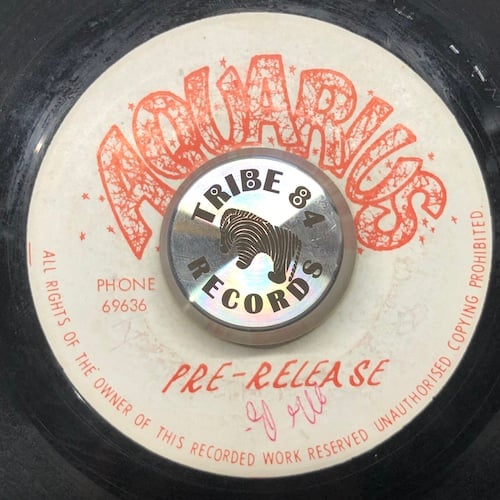 AQUARIUS
TRIBE 84
RECORDS
PHONE
69636
PRE-RELEASE
ALL RIGHTS OF THE OWNER OF THIS RECORDED WORK RESERVED UNAUTHORISED COPYING PROHIBITED.